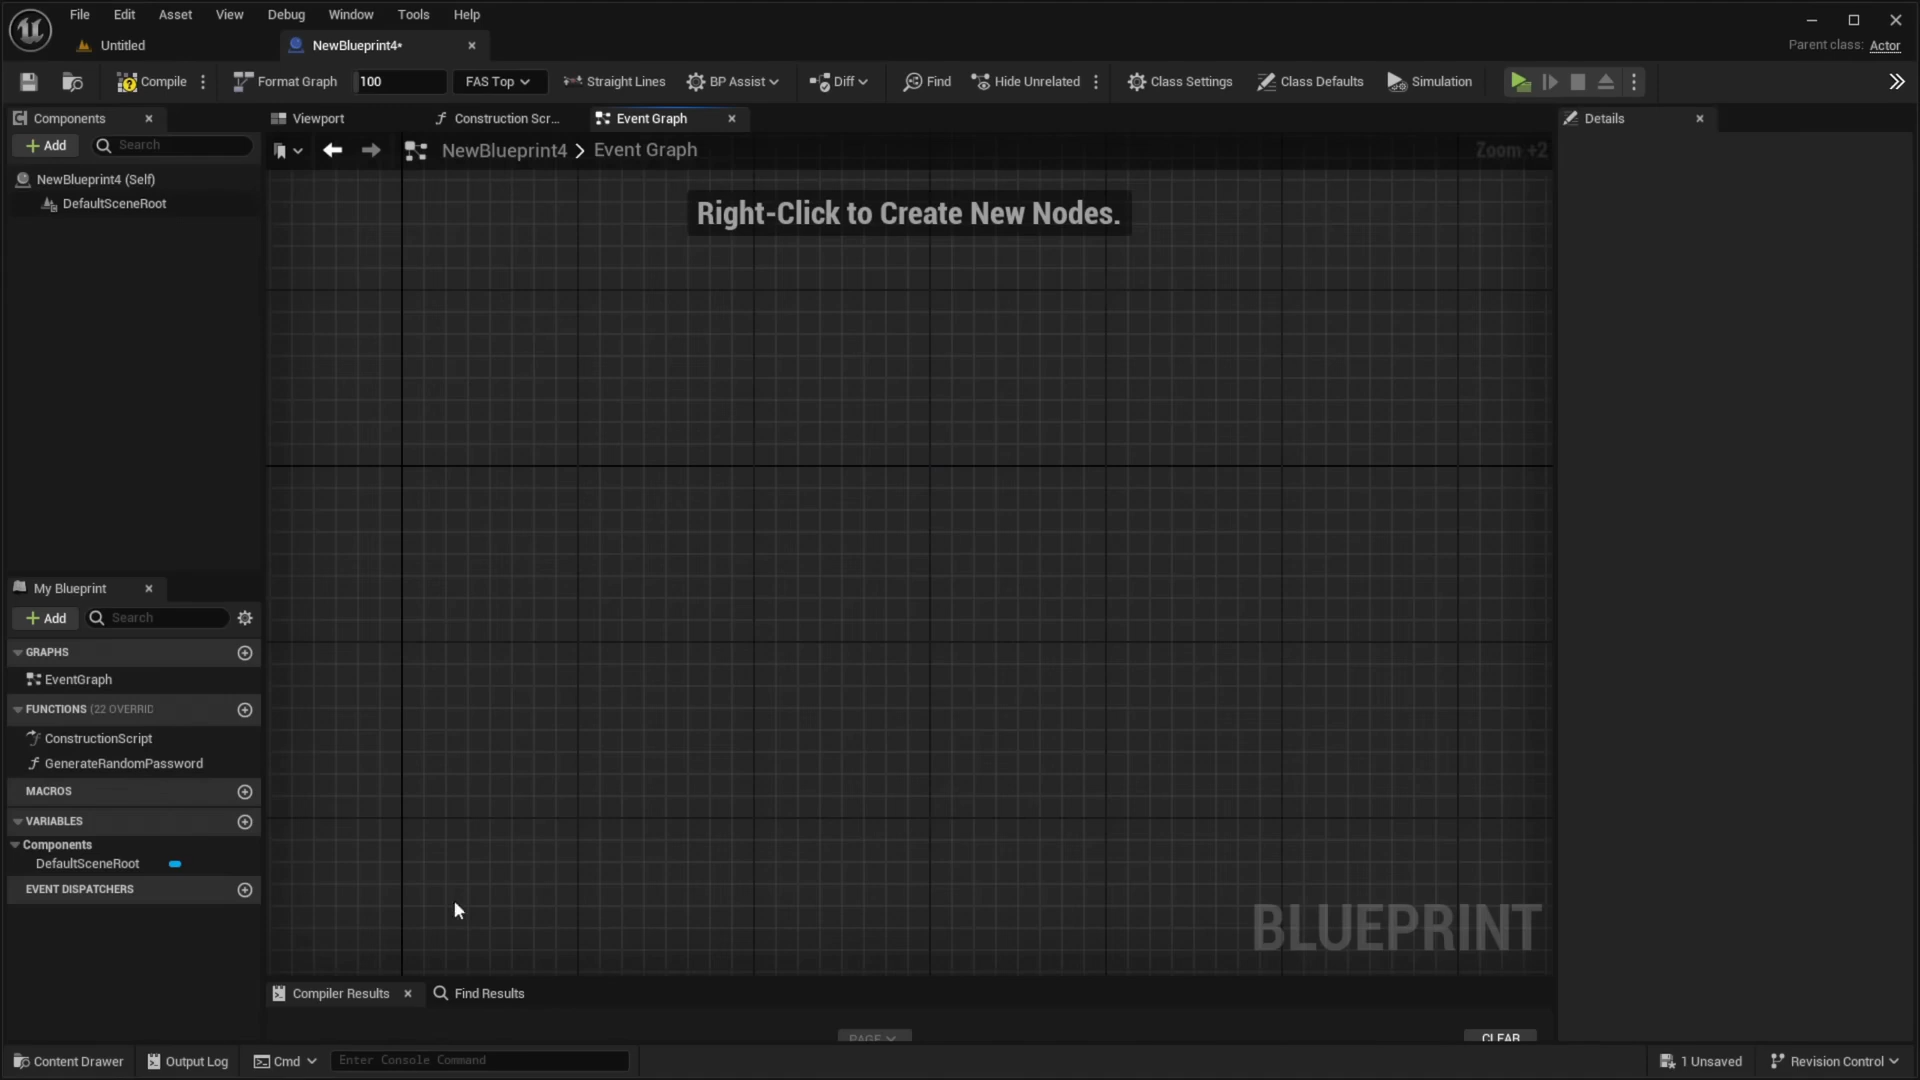 File Edit Asset View Debug Window Tools Help
Untitled NewBlueprint4*
Parent class: Actor
Compile Format Graph 100 FAS Top Straight Lines BP Assist Diff Find Hide Unrelated Class Settings Class Defaults Simulation
Components
Viewport Construction Scr... Event Graph
Details
Add Search
NewBlueprint4 > Event Graph
Zoom +2
NewBlueprint4 (Self)
DefaultSceneRoot
Right-Click to Create New Nodes.
My Blueprint
Add Search
GRAPHS
EventGraph
FUNCTIONS (22 OVERRID
ConstructionScript
GenerateRandomPassword
MACROS
VARIABLES
Components
DefaultSceneRoot
EVENT DISPATCHERS
BLUEPRINT
Compiler Results Find Results
PAGE
CLEAR
Content Drawer Output Log Cmd Enter Console Command
1 Unsaved Revision Control